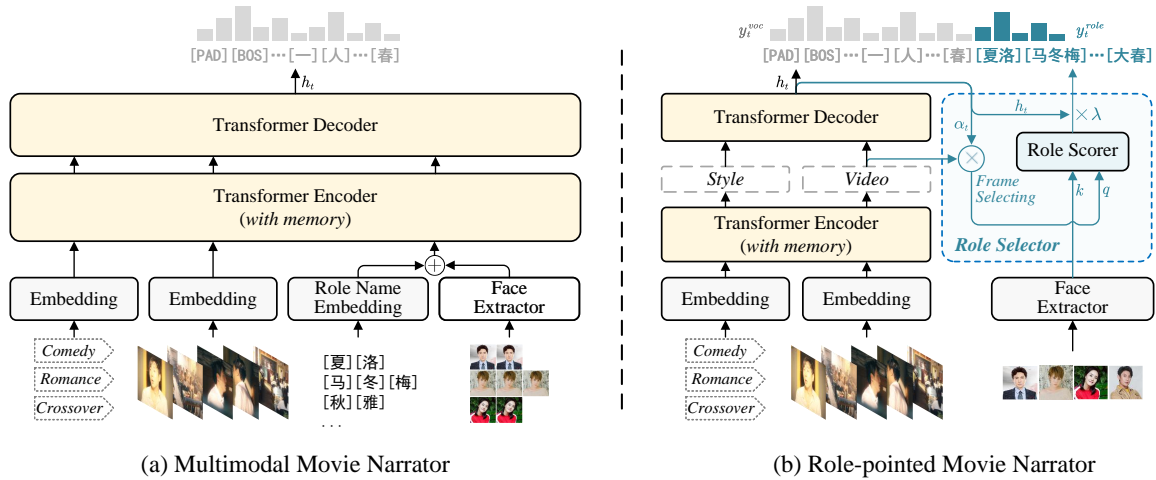 [PAD][BOS]···[一]···[人]···[春]
h_t
Transformer Decoder
Transformer Encoder
(with memory)
Embedding
Embedding
Role Name
Embedding
Face
Extractor
Comedy
Romance
Crossover
[夏][洛]
[马][冬][梅]
[秋][雅]
...
(a) Multimodal Movie Narrator
y_t^{voc}
y_t^{role}
[PAD][BOS]···[一]···[人]···[春][夏洛][马冬梅]···[大春]
h_t
h_t
× λ
α_t
Transformer Decoder
Role Scorer
×
Style
Video
Frame
Selecting
k
q
Transformer Encoder
(with memory)
Role Selector
Embedding
Embedding
Face
Extractor
Comedy
Romance
Crossover
(b) Role-pointed Movie Narrator